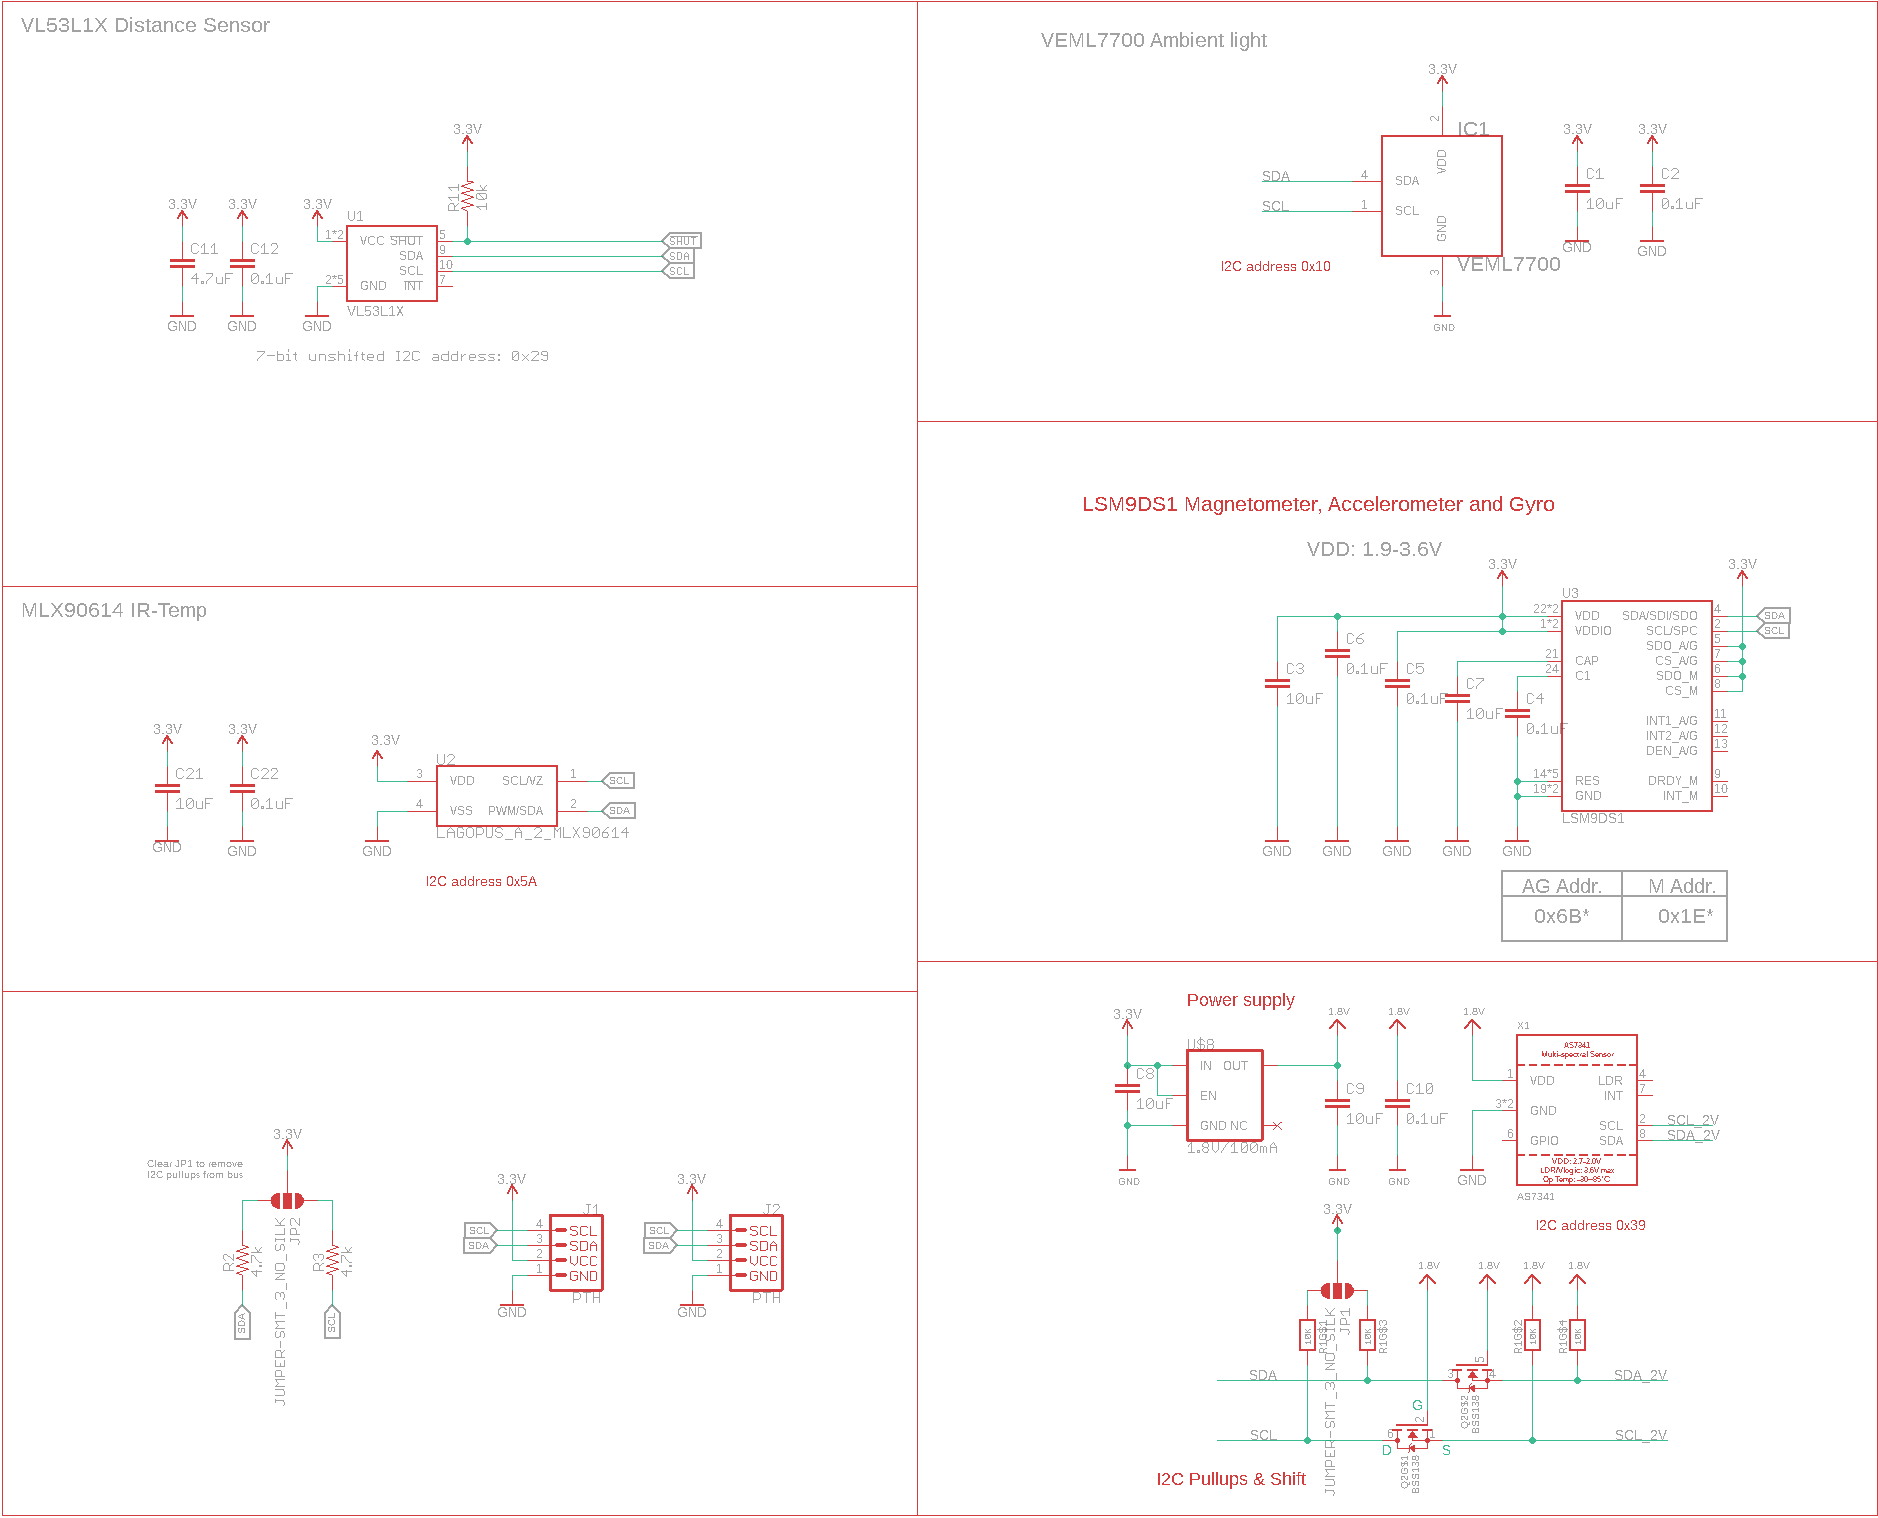 VL53L1X Distance Sensor
3.3V
R11
10k
3.3V
3.3V
3.3V
U1
C11
4.7uF
C12
0.1uF
1*2
VCC
SHUT
5
SHUT
SDA
9
SDA
SCL
10
SCL
2*5
GND
INT
7
VL53L1X
GND
GND
GND
7-bit unshifted I2C address: 0x29
VEML7700 Ambient light
3.3V
2
IC1
VDD
SDA
4
SDA
SCL
1
SCL
GND
3
VEML7700
GND
I2C address 0x10
3.3V
C1
10uF
GND
3.3V
C2
0.1uF
GND
MLX90614 IR-Temp
3.3V
C21
10uF
GND
3.3V
C22
0.1uF
GND
3.3V
U2
3
VDD
SCL/VZ
1
SCL
4
VSS
PWM/SDA
2
SDA
LAGOPUS_A_2_MLX90614
GND
I2C address 0x5A
LSM9DS1 Magnetometer, Accelerometer and Gyro
VDD: 1.9-3.6V
3.3V
3.3V
U3
22*2
VDD
SDA/SDI/SDO
4
SDA
1*2
VDDIO
SCL/SPC
2
SCL
SDO_A/G
5
21
CAP
CS_A/G
7
24
C1
SDO_M
6
CS_M
8
INT1_A/G
11
INT2_A/G
12
DEN_A/G
13
14*5
RES
DRDY_M
9
19*2
GND
INT_M
10
LSM9DS1
C3
10uF
C6
0.1uF
C5
0.1uF
C7
10uF
C4
0.1uF
GND
GND
GND
GND
GND
AG Addr.
M Addr.
0x6B*
0x1E*
3.3V
Clear JP1 to remove
I2C pullups from bus
JP2
JUMPER-SMT_3_NO_SILK
R2
4.7k
R3
4.7k
SDA
SCL
3.3V
J1
SCL
4
SCL
SDA
3
SDA
2
VCC
1
GND
PTH
GND
3.3V
J2
SCL
4
SCL
SDA
3
SDA
2
VCC
1
GND
PTH
GND
Power supply
3.3V
U$8
IN
OUT
EN
GND
NC
1.8V/100mA
C8
10uF
GND
1.8V
C9
10uF
GND
1.8V
C10
0.1uF
GND
1.8V
X1
AS7341
Multi-spectral Sensor
1
VDD
LDR
4
INT
7
3*2
GND
SCL
2
SCL_2V
6
GPIO
SDA
8
SDA_2V
VDD: 2.7-2.0V
LDR/Vlogic: 3.6V max
Op Temp: -30-85°C
AS7341
GND
I2C address 0x39
3.3V
1.8V
1.8V
1.8V
1.8V
JP1
JUMPER-SMT_3_NO_SILK
10K
R1G$1
10K
R1G$3
10K
R1G$2
10K
R1G$4
SDA
3
5
4
SDA_2V
Q2G$2
BSS138
G
2
SCL
6
1
SCL_2V
D
S
Q2G$1
BSS138
I2C Pullups & Shift